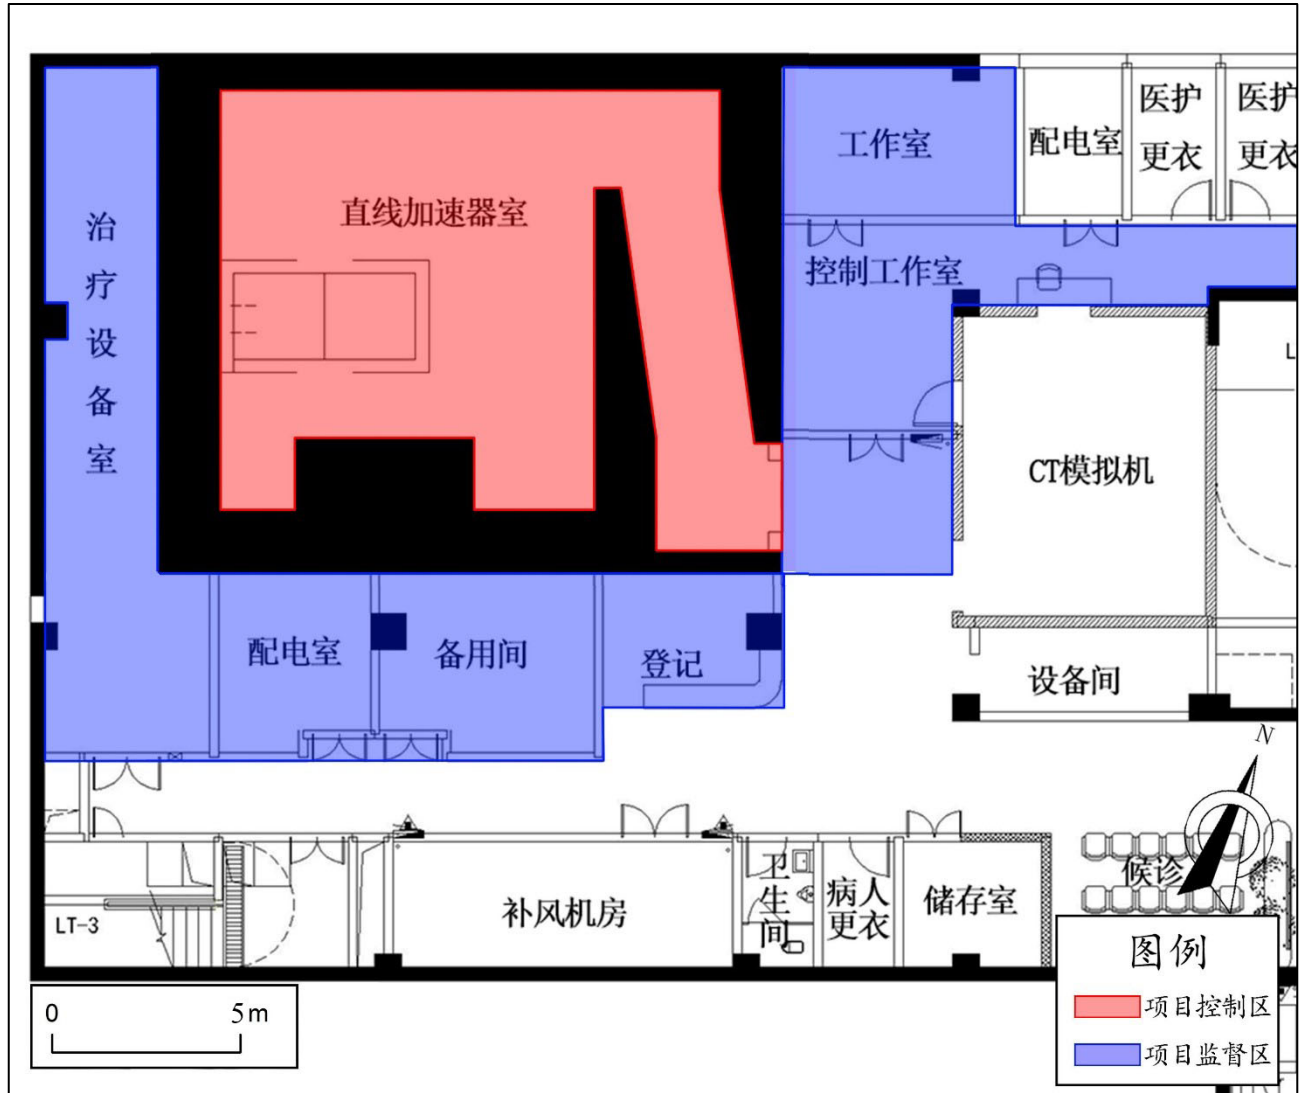 工作室
配电室
医护
更衣
医护
更衣
直线加速器室
治疗设备室
控制工作室
L
CT模拟机
配电室
备用间
登记
设备间
N
候诊
卫生间
病人
更衣
储存室
补风机房
LT-3
图例
项目控制区
项目监督区
0 5m